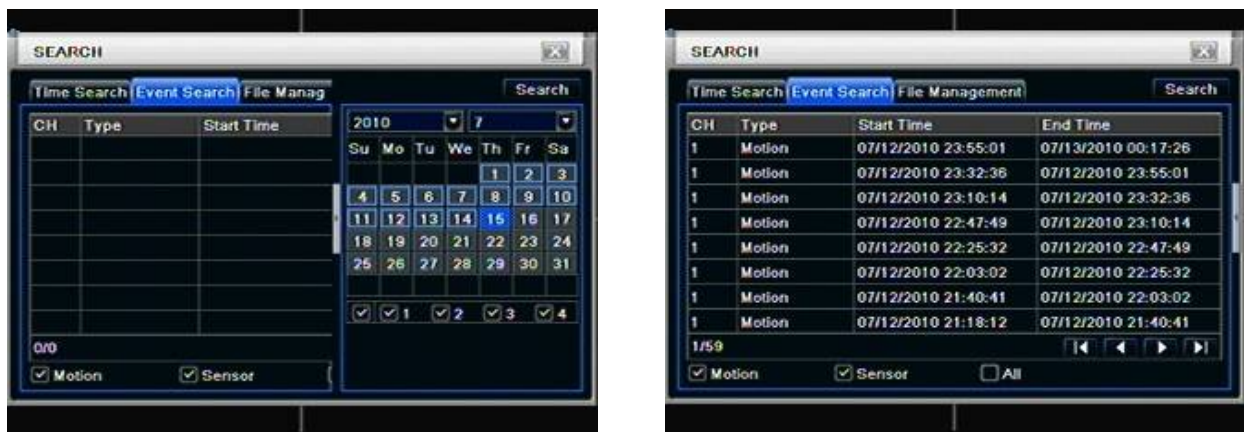 SEARCH
Time Search Event Search File Manag Search
CH Type Start Time
2010 7
Su Mo Tu We Th Fr Sa
1 2 3
4 5 6 7 8 9 10
11 12 13 14 15 16 17
18 19 20 21 22 23 24
25 26 27 28 29 30 31
1 2 3 4
0/0
Motion Sensor
SEARCH
Time Search Event Search File Management Search
CH Type Start Time End Time
1 Motion 07/12/2010 23:55:01 07/13/2010 00:17:26
1 Motion 07/12/2010 23:32:36 07/12/2010 23:55:01
1 Motion 07/12/2010 23:10:14 07/12/2010 23:32:36
1 Motion 07/12/2010 22:47:49 07/12/2010 23:10:14
1 Motion 07/12/2010 22:25:32 07/12/2010 22:47:49
1 Motion 07/12/2010 22:03:02 07/12/2010 22:25:32
1 Motion 07/12/2010 21:40:41 07/12/2010 22:03:02
1 Motion 07/12/2010 21:18:12 07/12/2010 21:40:41
1/59
Motion Sensor All